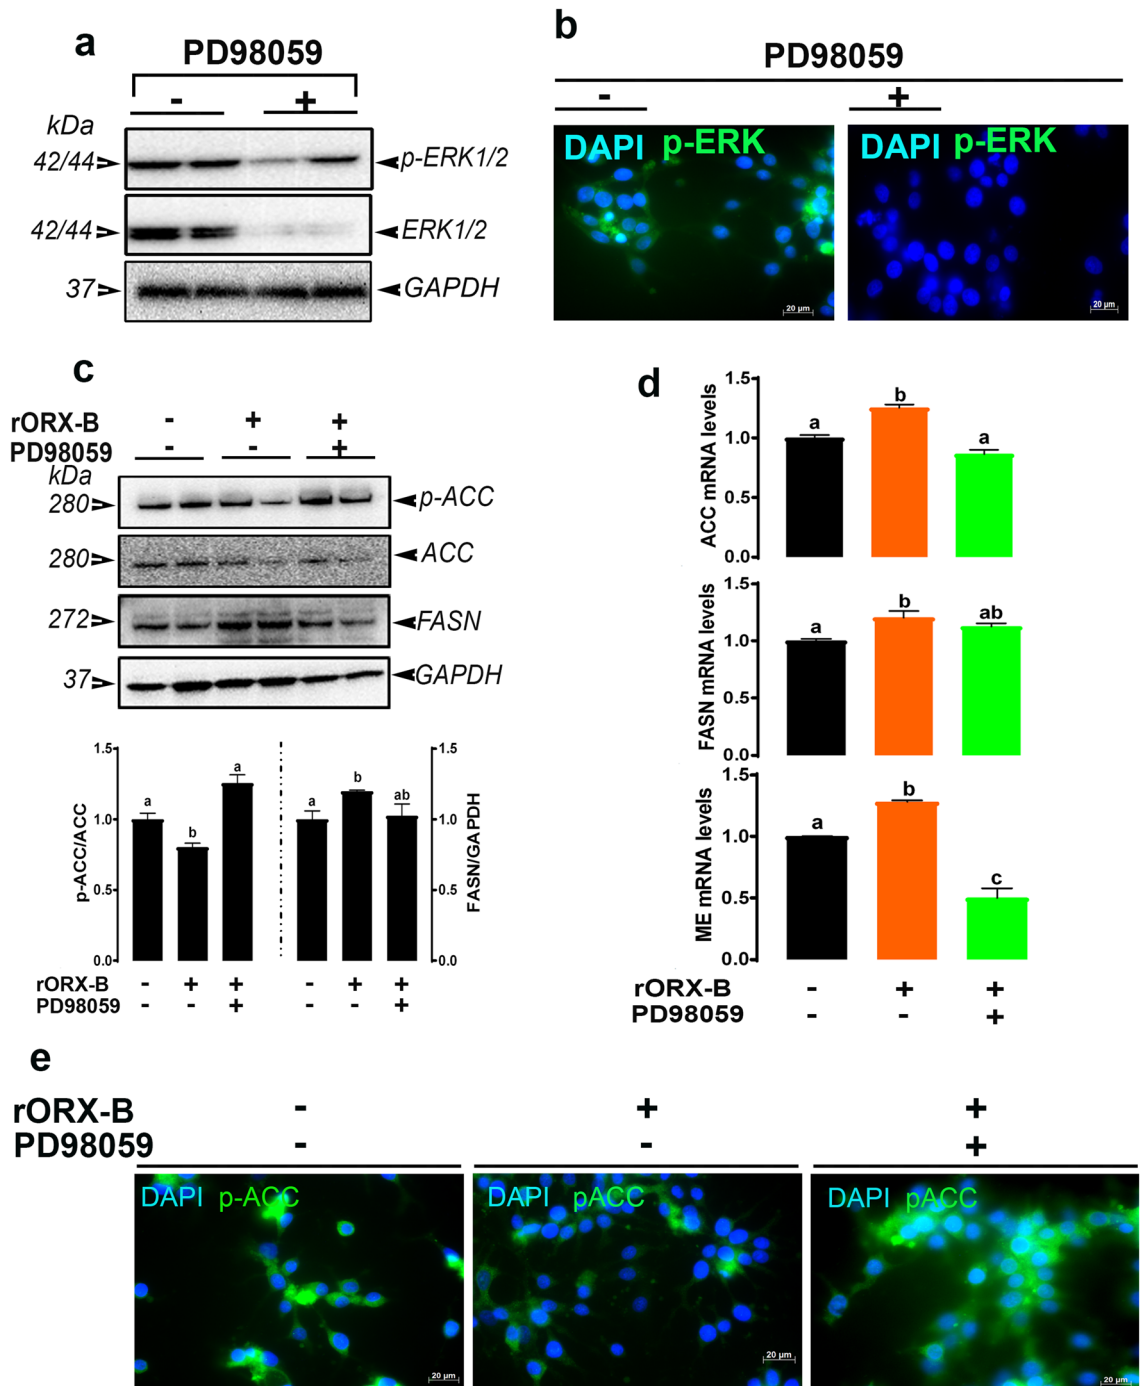 a
PD98059
- +
kDa
42/44 p-ERK1/2
42/44 ERK1/2
37 GAPDH
b
PD98059
- +
DAPI p-ERK
20 µm
DAPI p-ERK
20 µm
c
rORX-B - + +
PD98059 - - +
kDa
280 p-ACC
280 ACC
272 FASN
37 GAPDH
1.5
1.0
0.5
0.0
p-ACC/ACC
a b a
a b ab
1.5
1.0
0.5
0.0
FASN/GAPDH
rORX-B - + + - + +
PD98059 - - + - - +
d
ACC mRNA levels
1.5
1.0
0.5
0.0
a b a
FASN mRNA levels
1.5
1.0
0.5
0.0
a b ab
ME mRNA levels
1.5
1.0
0.5
0.0
a b c
rORX-B - + +
PD98059 - - +
e
rORX-B - + +
PD98059 - - +
DAPI p-ACC
20 µm
DAPI pACC
20 µm
DAPI pACC
20 µm